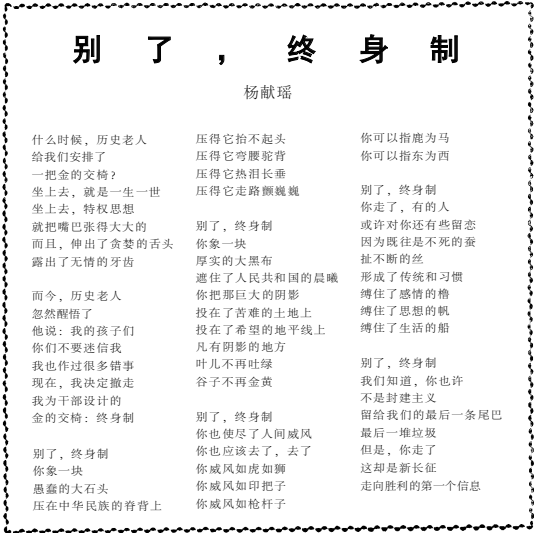 别了，终身制
杨献瑶
什么时候，历史老人
给我们安排了
一把金的交椅？
坐上去，就是一生一世
坐上去，特权思想
就把嘴巴张得大大的
而且，伸出了贪婪的舌头
露出了无情的牙齿
而今，历史老人
忽然醒悟了
他说：我的孩子们
你们不要迷信我
我也作过很多错事
现在，我决定撤走
我为干部设计的
金的交椅：终身制
别了，终身制
你象一块
愚蠢的大石头
压在中华民族的脊背上
压得它抬不起头
压得它弯腰驼背
压得它热泪长垂
压得它走路颤巍巍
别了，终身制
你象一块
厚实的大黑布
遮住了人民共和国的晨曦
你把那巨大的阴影
投在了苦难的土地上
投在了希望的地平线上
凡有阴影的地方
叶儿不再吐绿
谷子不再金黄
别了，终身制
你也使尽了人间威风
你也应该去了，去了
你威风如虎如狮
你威风如印把子
你威风如枪杆子
你可以指鹿为马
你可以指东为西
别了，终身制
你走了，有的人
或许对你还有些留恋
因为既往是不死的蚕
扯不断的丝
形成了传统和习惯
缚住了感情的橹
缚住了思想的帆
缚住了生活的船
别了，终身制
我们知道，你也许
不是封建主义
留给我们的最后一条尾巴
最后一堆垃圾
但是，你走了
这却是新长征
走向胜利的第一个信息